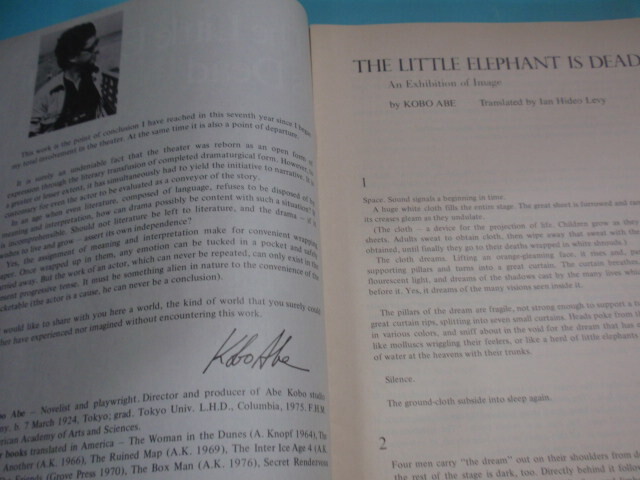 This work is the point of conclusion I have reached in this seventh year since I began
my total involvement in the theater. At the same time it is also a point of departure.
It is surely an undeniable fact that the theater was reborn as an open form of
expression through the literary transfusion of completed dramaturgical form. However, to
a greater or lesser extent, it has simultaneously had to yield the initiative to narrative. It is
common for even the actor to be evaluated as a conveyor of the story.
In an age when even literature, composed of language, refuses to be disposed of by
meaning and interpretation, how can drama possibly be content with such a situation? It
is inexcusable. Should not literature be left to literature, and the drama – if it
wishes to live and grow – assert its own independence?
Yes, the assignment of meaning and interpretation make for convenient wrapping
paper. Once wrapped up in them, any emotion can be tucked in a pocket and safely
carried away. But the work of an actor, which can never be repeated, can only exist in the
present progressive tense. It must be something alien in nature to the convenience of the
pocketable (the actor is a cause, he can never be a conclusion).
would like to share with you here a world, the kind of world that you surely could
neither have experienced nor imagined without encountering this work.
Kobo Abe
Kobo Abe – Novelist and playwright. Director and producer of Abe Kobo studio
b. 7 March 1924, Tokyo; grad. Tokyo Univ. L.H.D., Columbia, 1975. F.H.M.
American Academy of Arts and Sciences.
books translated in America – The Woman in the Dunes (A. Knopf 1964), The
Another (A.K. 1966), The Ruined Map (A.K. 1969), The Inter Ice Age 4 (A.K.
Friends (Grove Press 1970), The Box Man (A.K. 1976), Secret Rendezvous
THE LITTLE ELEPHANT IS DEAD
An Exhibition of Image
by KOBO ABE Translated by Ian Hideo Levy
1
Space. Sound signals a beginning in time.
A huge white cloth fills the entire stage. The great sheet is fastened and
its creases gleam as they undulate.
(The cloth – a device for the projection of life. Children grow as they
sheets. Adults sweat to obtain cloth, then wipe away that sweat with the
obtained, until finally they go to their deaths wrapped in white shrouds.)
The cloth dreams. Lifting an orange-gleaming face, it moans and,
supporting pillars and turns into a great curtain. The curtain breathes
fluorescent light, and dreams of the shadows cast by the many lives
before it. Yes, it dreams of the many visions seen inside it.
The pillars of the dream are fragile, not strong enough to support a
great curtain rips, splitting into seven small curtains. Heads poke from
in various colors, and sniff about in the void for the dream that has
like molluscs wriggling their feelers, or like a herd of little elephants
of water at the heavens with their trunks.
Silence.
The ground-cloth subsides into sleep again.
2
Four men carry "the dream" out on their shoulders from
the rest of the stage is dark, too. Directly behind it